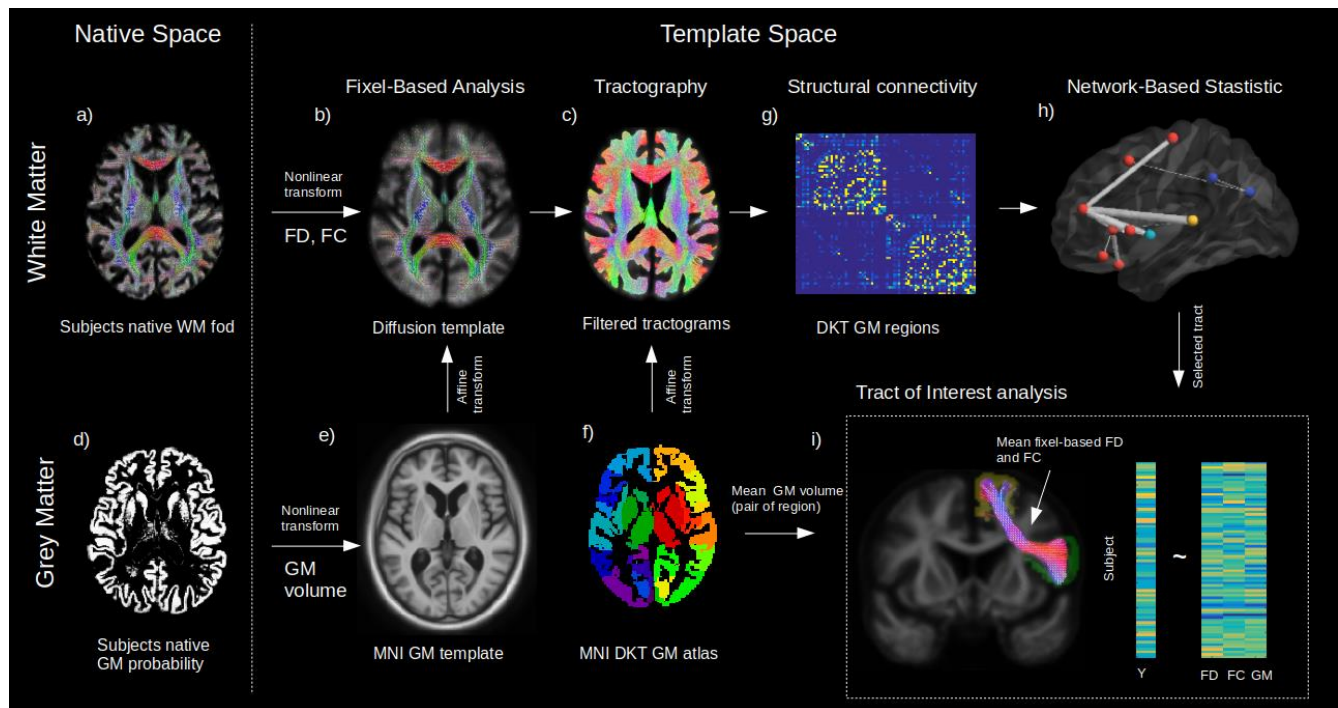 Native Space
Template Space
White Matter
Fixel-Based Analysis
Tractography
Structural connectivity
Network-Based Stastistic
a)
b)
c)
g)
h)
Nonlinear
transform
FD, FC
Subjects native WM fod
Diffusion template
Filtered tractograms
DKT GM regions
Affine
transform
Affine
transform
Selected tract
Grey Matter
Tract of Interest analysis
d)
e)
f)
i)
Nonlinear
transform
GM
volume
Mean GM volume
(pair of region)
Mean fixel-based FD
and FC
Subject
~
Y
FD FC GM
Subjects native
GM probability
MNI GM template
MNI DKT GM atlas